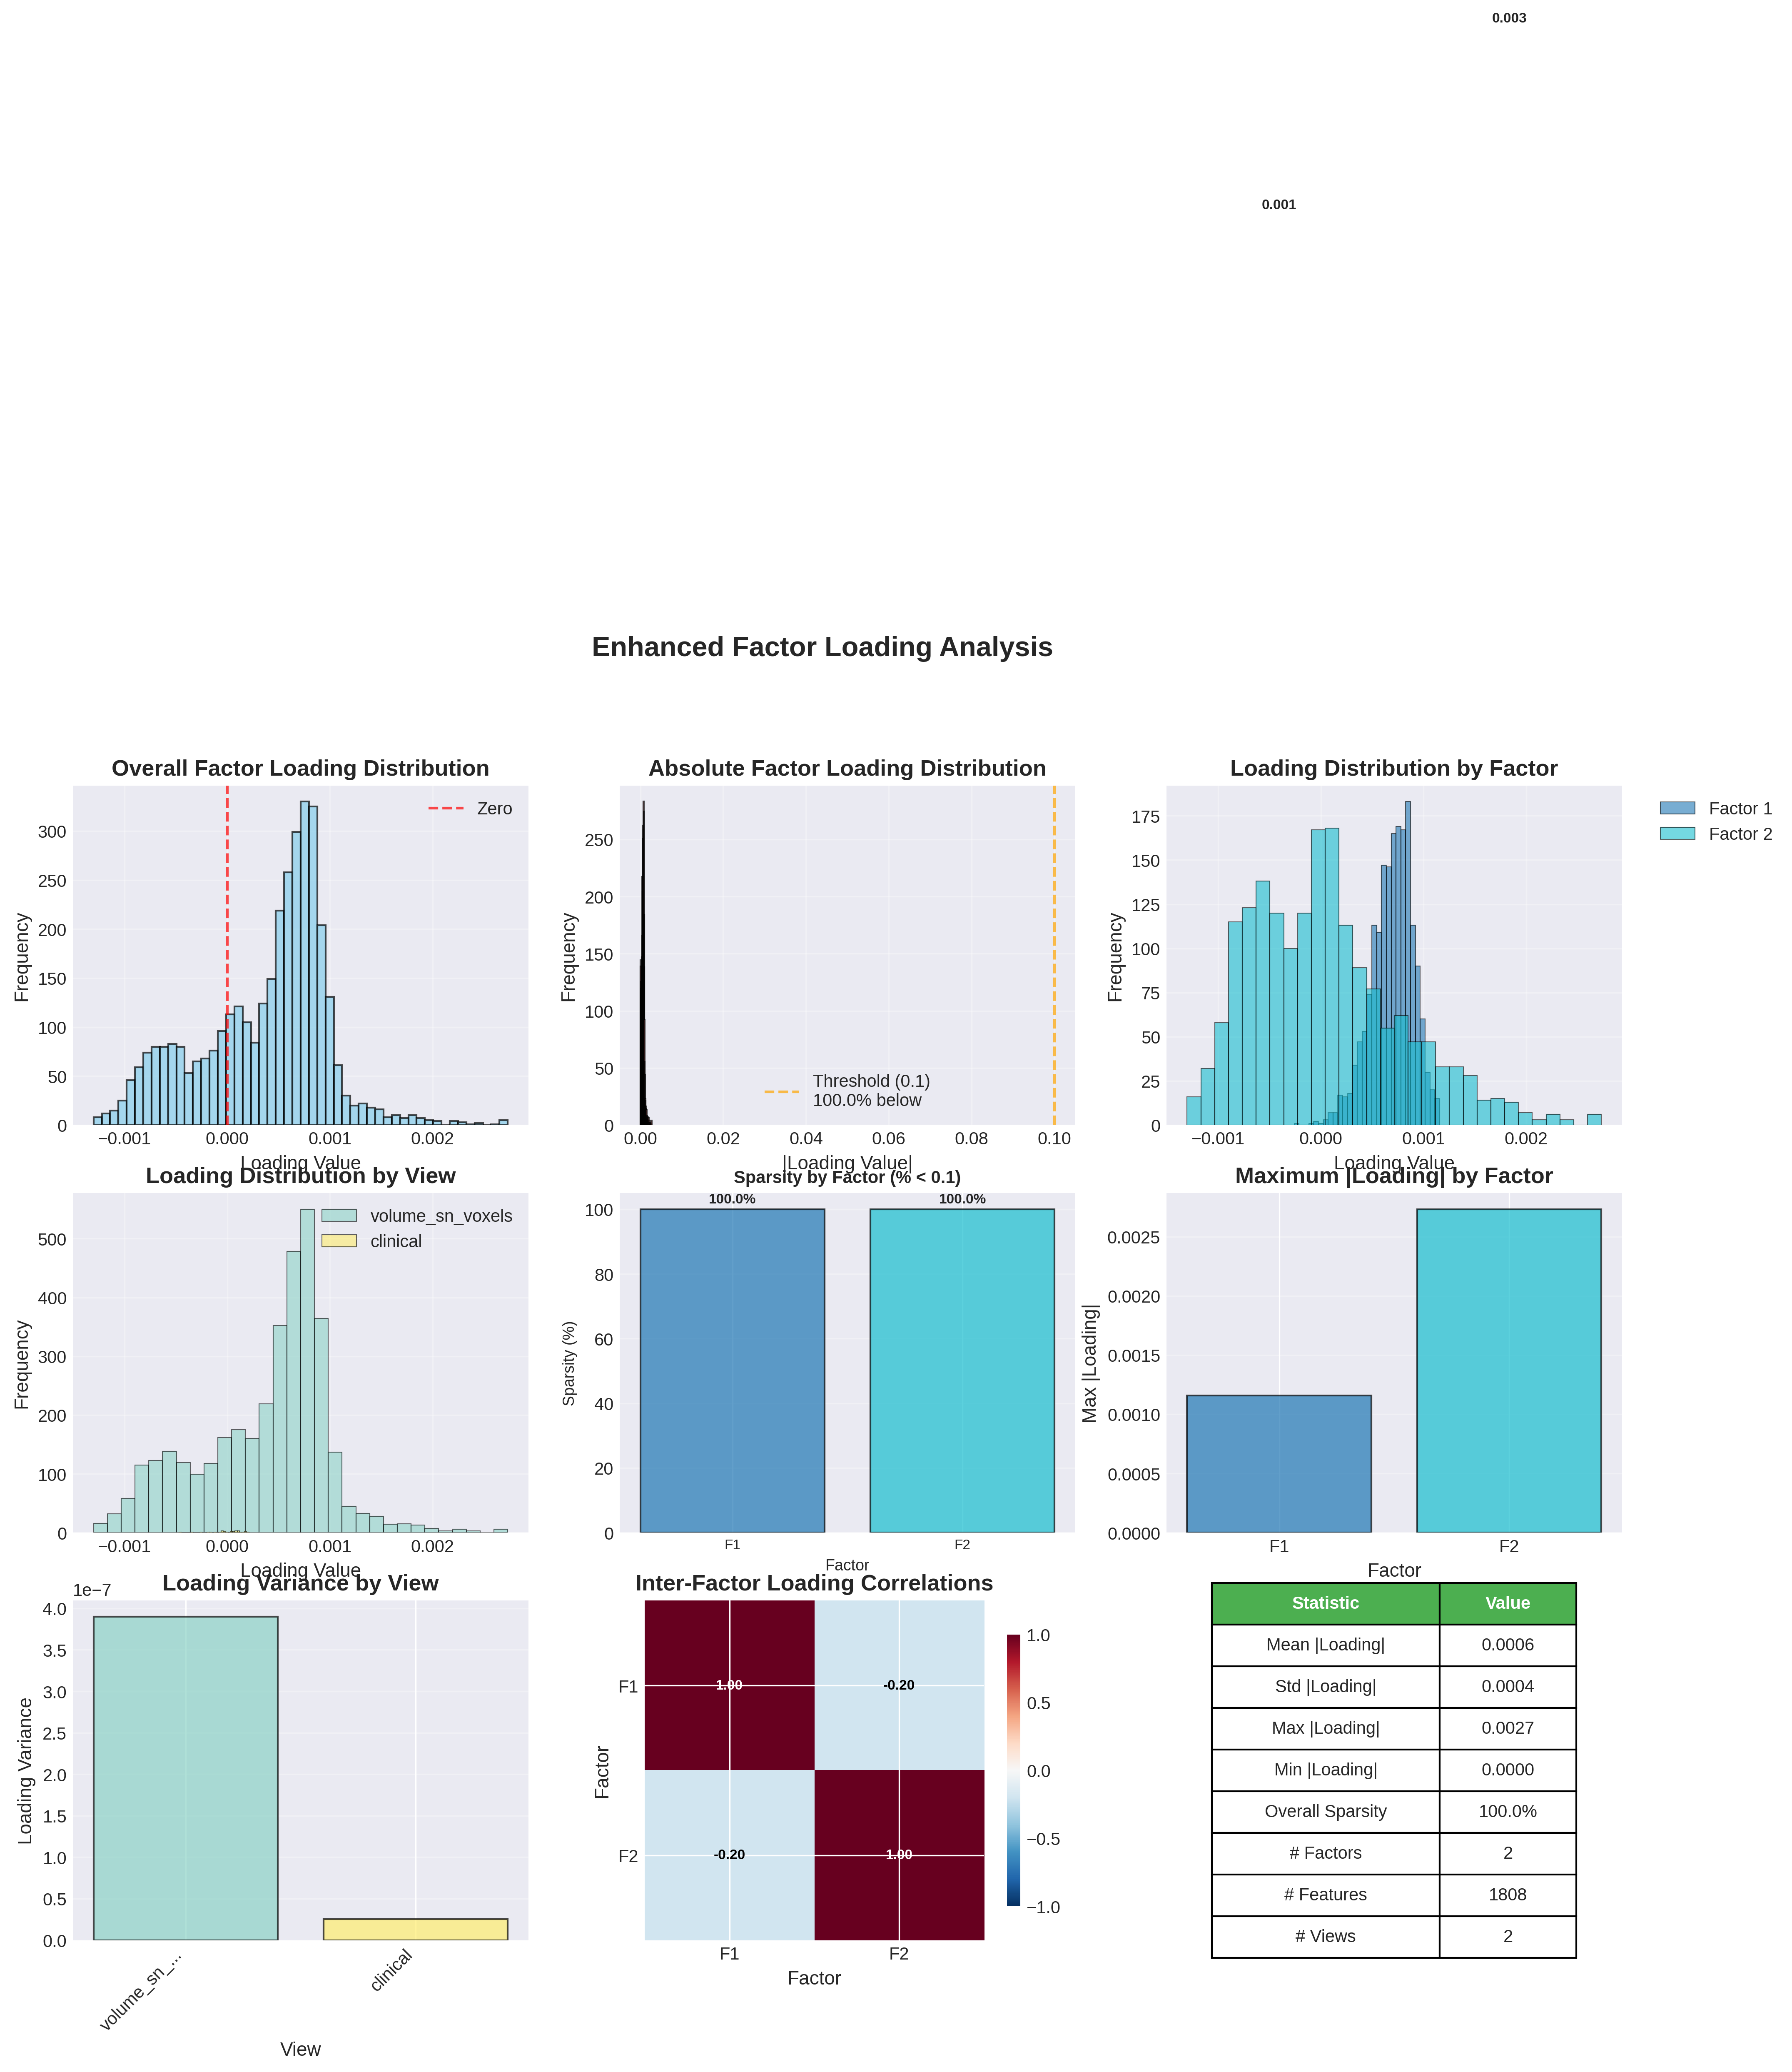 0.003
0.001
Enhanced Factor Loading Analysis
Overall Factor Loading Distribution
Frequency
300
250
200
150
100
50
0
−0.001 0.000 0.001 0.002
Loading Value
Zero
Absolute Factor Loading Distribution
Frequency
250
200
150
100
50
0
0.00 0.02 0.04 0.06 0.08 0.10
|Loading Value|
Threshold (0.1)
100.0% below
Loading Distribution by Factor
Frequency
175
150
125
100
75
50
25
0
−0.001 0.000 0.001 0.002
Loading Value
Factor 1
Factor 2
Loading Distribution by View
Frequency
500
400
300
200
100
0
−0.001 0.000 0.001 0.002
Loading Value
volume_sn_voxels
clinical
Sparsity by Factor (% < 0.1)
100.0% 100.0%
Sparsity (%)
100
80
60
40
20
0
F1 F2
Factor
Maximum |Loading| by Factor
Max |Loading|
0.0025
0.0020
0.0015
0.0010
0.0005
0.0000
F1 F2
Factor
Loading Variance by View
1e−7
Loading Variance
4.0
3.5
3.0
2.5
2.0
1.5
1.0
0.5
0.0
volume_sn_...
clinical
View
Inter-Factor Loading Correlations
Factor
F1
F2
1.00 -0.20
-0.20 1.00
F1 F2
Factor
1.0
0.5
0.0
−0.5
−1.0
Statistic Value
Mean |Loading| 0.0006
Std |Loading| 0.0004
Max |Loading| 0.0027
Min |Loading| 0.0000
Overall Sparsity 100.0%
# Factors 2
# Features 1808
# Views 2